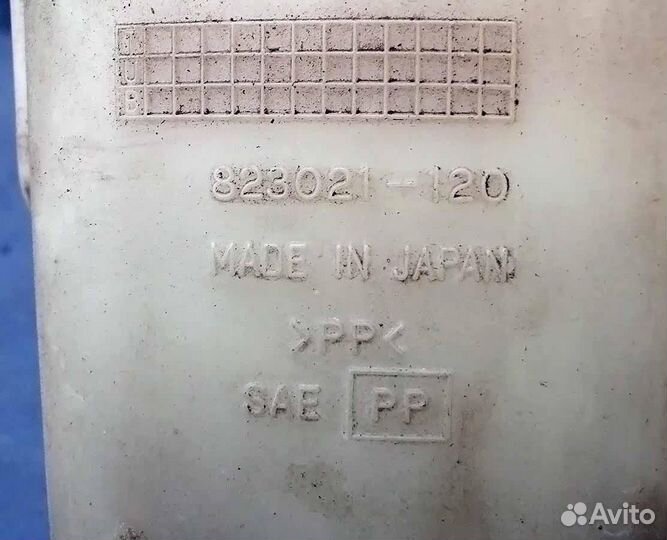 J
B
823021-120
MADE IN JAPAN
>PP<
SAE PP
Avito